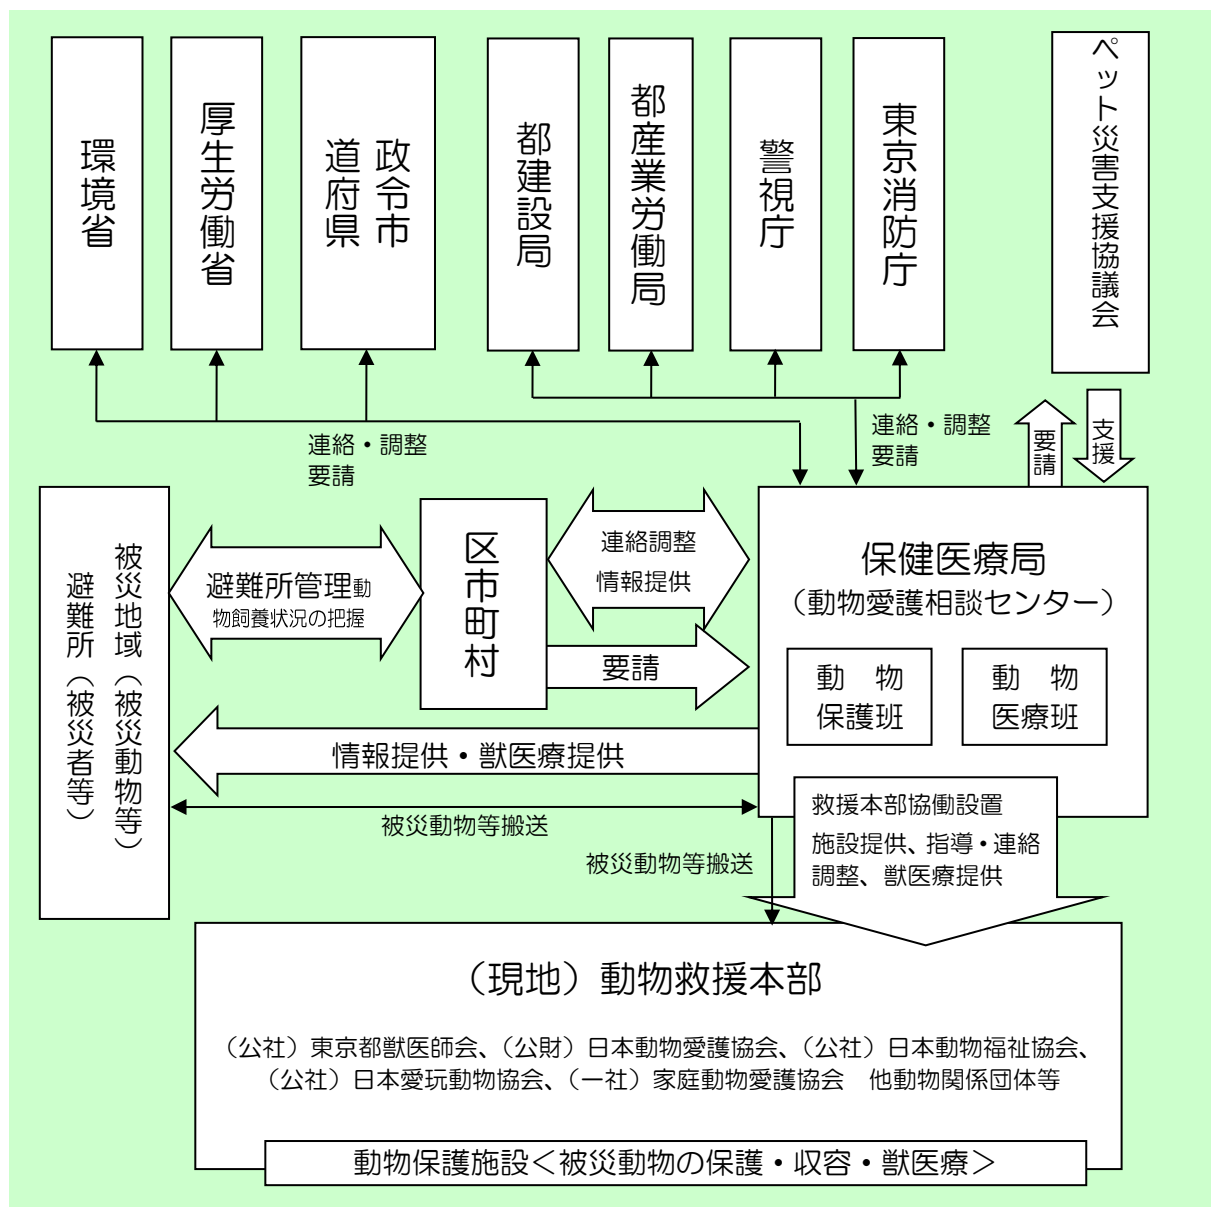 環境省
厚生労働省
政令市
道府県
都建設局
都産業労働局
警視庁
東京消防庁
ペット災害支援協議会
連絡・調整
要請
連絡・調整
要請
要請
支援
被災地域（被災動物等）
避難所（被災者等）
避難所管理動
物飼養状況の把握
区市町村
連絡調整
情報提供
要請
保健医療局
（動物愛護相談センター）
動　物
保護班
動　物
医療班
情報提供・獣医療提供
被災動物等搬送
被災動物等搬送
救援本部協働設置
施設提供、指導・連絡
調整、獣医療提供
（現地）動物救援本部
（公社）東京都獣医師会、（公財）日本動物愛護協会、（公社）日本動物福祉協会、
（公社）日本愛玩動物協会、（一社）家庭動物愛護協会　他動物関係団体等
動物保護施設＜被災動物の保護・収容・獣医療＞